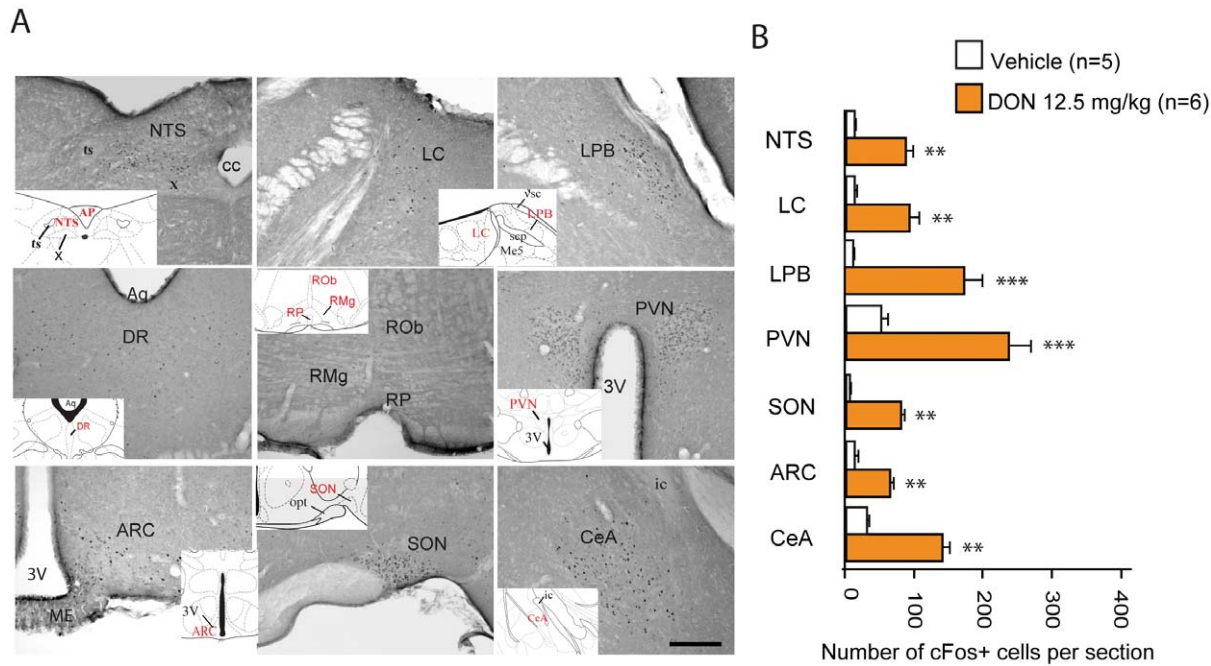 A
NTS
ts
cc
x
AP
NTS
ts
X
LC
LPB
vsc
LPB
LC
scp
Me5
Aq
DR
Aq
DR
ROb
RMg
RP
ROb
RMg
RP
PVN
3V
PVN
3V
ARC
3V
ME
3V
ARC
SON
opt
SON
ic
CeA
ic
CeA
B
Vehicle (n=5)
DON 12.5 mg/kg (n=6)
NTS **
LC **
LPB ***
PVN ***
SON **
ARC **
CeA **
0 100 200 300 400
Number of cFos+ cells per section